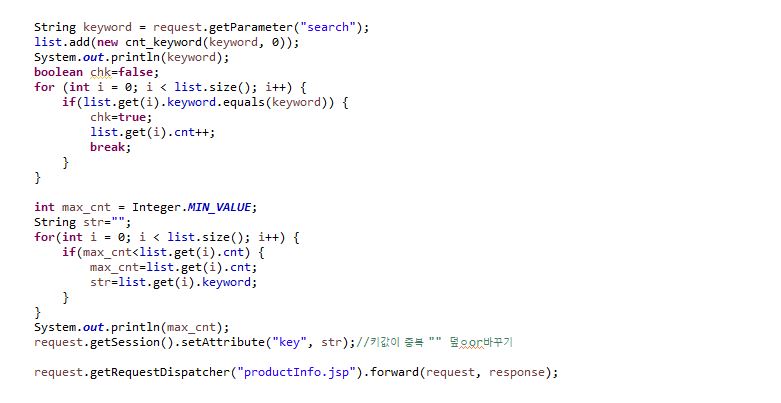 String keyword = request.getParameter("search");
list.add(new cnt_keyword(keyword, 0));
System.out.println(keyword);
boolean chk=false;
for (int i = 0; i < list.size(); i++) {
if(list.get(i).keyword.equals(keyword)) {
chk=true;
list.get(i).cnt++;
break;
}
}
int max_cnt = Integer.MIN_VALUE;
String str="";
for(int i = 0; i < list.size(); i++) {
if(max_cnt<list.get(i).cnt) {
max_cnt=list.get(i).cnt;
str=list.get(i).keyword;
}
}
System.out.println(max_cnt);
request.getSession().setAttribute("key", str);//키값이 중복 "" 덮oor바꾸기
request.getRequestDispatcher("productInfo.jsp").forward(request, response);